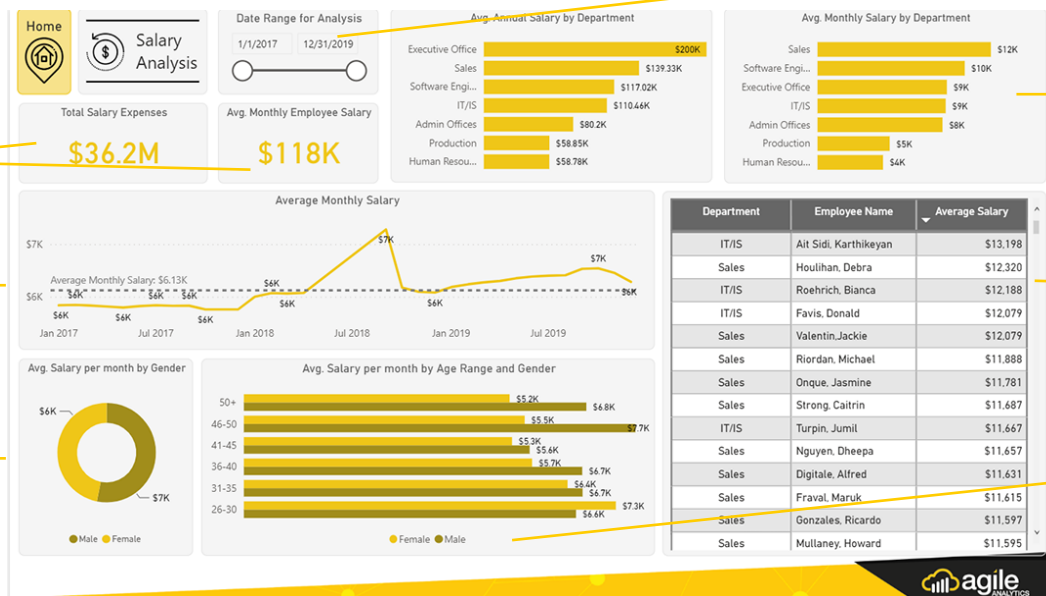 Home
Salary
Analysis
Date Range for Analysis
1/1/2017
12/31/2019
Total Salary Expenses
$36.2M
Avg. Monthly Employee Salary
$118K
Avg. Annual Salary by Department
Executive Office $200K
Sales $139.33K
Software Engi... $117.02K
IT/IS $110.46K
Admin Offices $80.2K
Production $58.85K
Human Resou... $58.78K
Avg. Monthly Salary by Department
Sales $12K
Software Engi... $10K
Executive Office $9K
IT/IS $9K
Admin Offices $8K
Production $5K
Human Resou... $4K
Average Monthly Salary
$7K
$6K
Average Monthly Salary: $6.13K
$6K
$6K
$6K
$6K
$6K
$6K
$6K
$6K
$7K
$6K
$7K
$6K
Jan 2017
Jul 2017
Jan 2018
Jul 2018
Jan 2019
Jul 2019
Avg. Salary per month by Gender
$6K
$7K
Male Female
Avg. Salary per month by Age Range and Gender
50+ $5.2K $6.8K
46-50 $5.5K $7.7K
41-45 $5.3K $5.6K
36-40 $5.7K $6.7K
31-35 $6.4K $6.7K
26-30 $7.3K $6.6K
Female Male
Department Employee Name Average Salary
IT/IS Ait Sidi, Karthikeyan $13,198
Sales Houlihan, Debra $12,320
IT/IS Roehrich, Bianca $12,188
IT/IS Favis, Donald $12,079
Sales Valentin,Jackie $12,079
Sales Riordan, Michael $11,888
Sales Onque, Jasmine $11,781
Sales Strong, Caitrin $11,687
IT/IS Turpin, Jumil $11,667
Sales Nguyen, Dheepa $11,657
Sales Digitale, Alfred $11,631
Sales Fraval, Maruk $11,615
Sales Gonzales, Ricardo $11,597
Sales Mullaney, Howard $11,595
agile
ANALYTICS